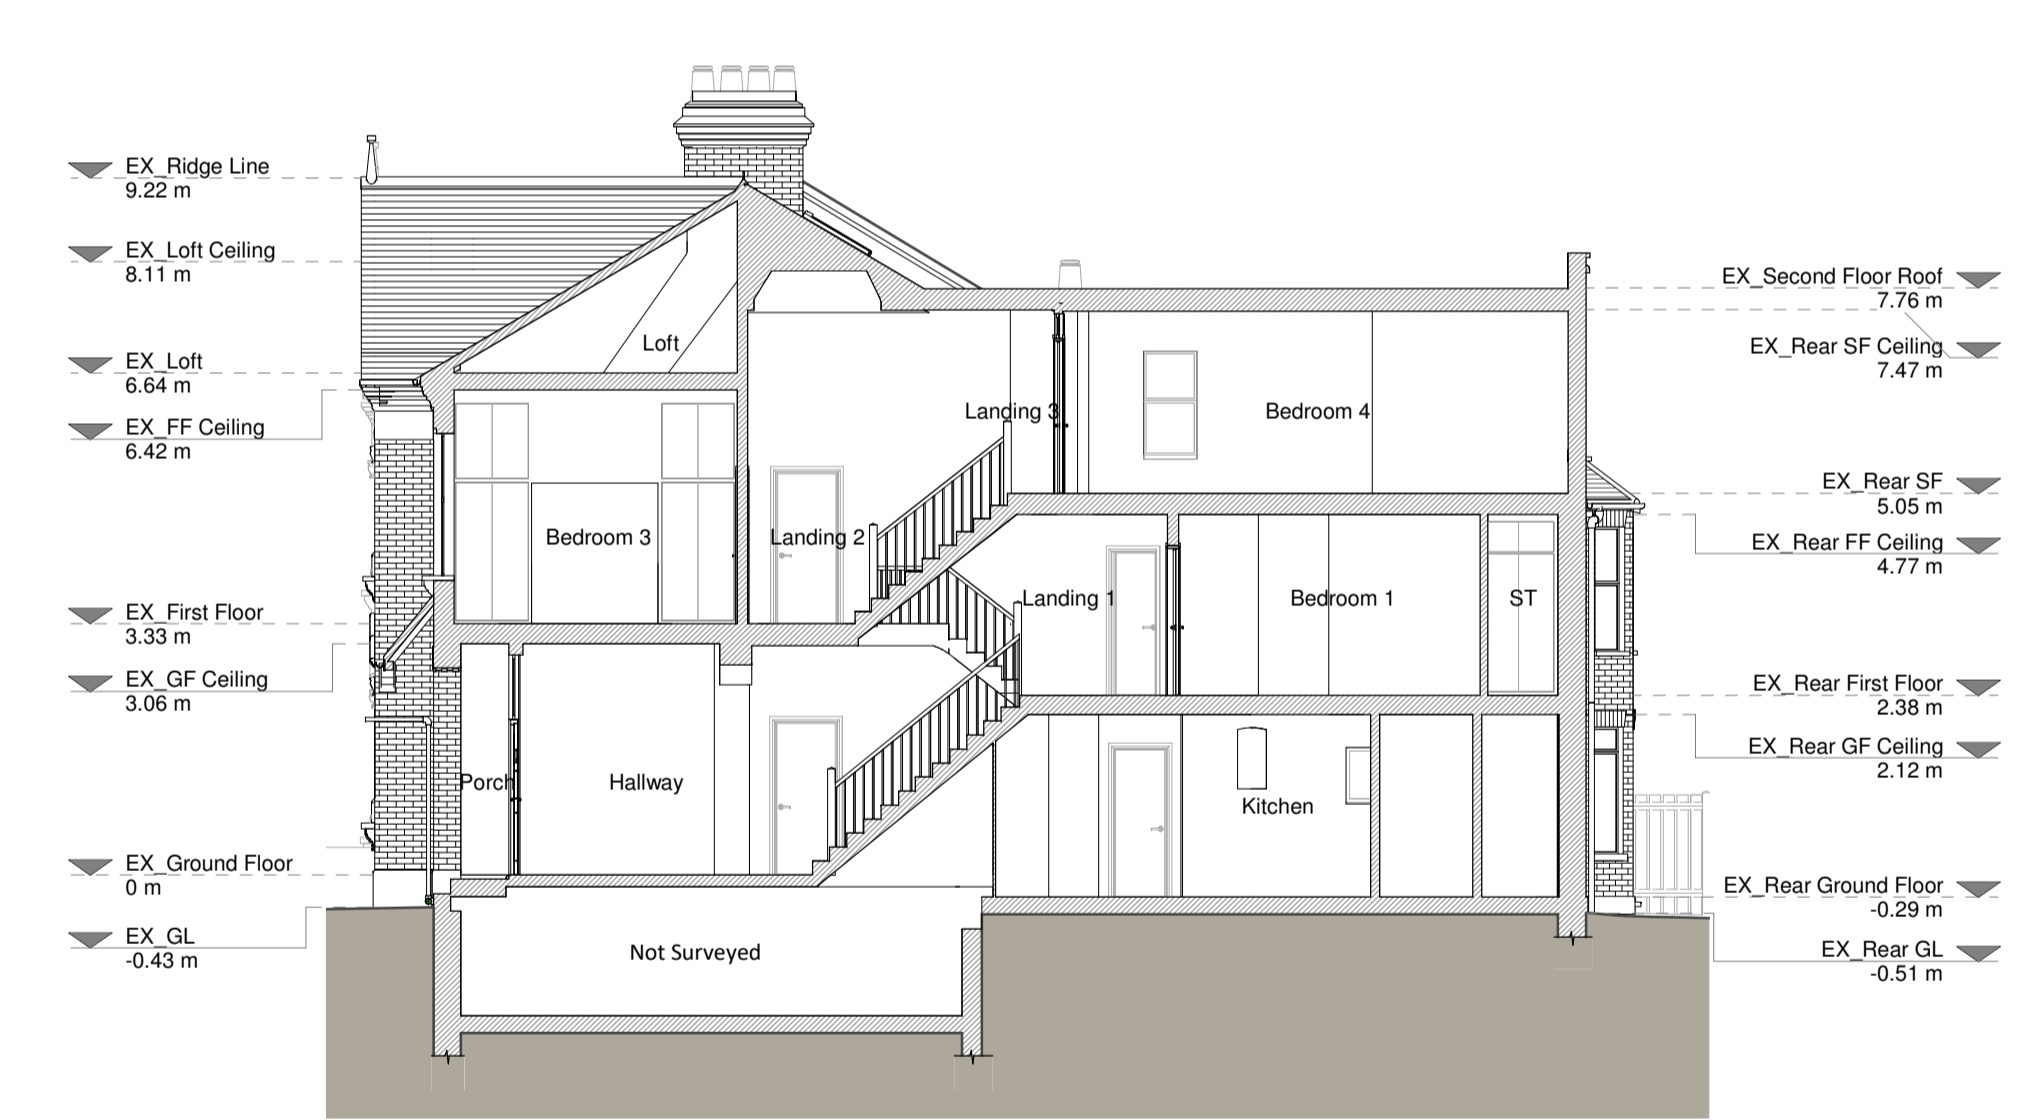 EX_Ridge Line
9.22 m
EX_Loft Ceiling
8.11 m
EX_Loft
6.64 m
EX_FF Ceiling
6.42 m
EX_First Floor
3.33 m
EX_GF Ceiling
3.06 m
EX_Ground Floor
0 m
EX_GL
-0.43 m
Loft
Landing 3
Bedroom 4
Bedroom 3
Landing 2
Landing 1
Bedroom 1
ST
Porch
Hallway
Kitchen
Not Surveyed
EX_Second Floor Roof
7.76 m
EX_Rear SF Ceiling
7.47 m
EX_Rear SF
5.05 m
EX_Rear FF Ceiling
4.77 m
EX_Rear First Floor
2.38 m
EX_Rear GF Ceiling
2.12 m
EX_Rear Ground Floor
-0.29 m
EX_Rear GL
-0.51 m